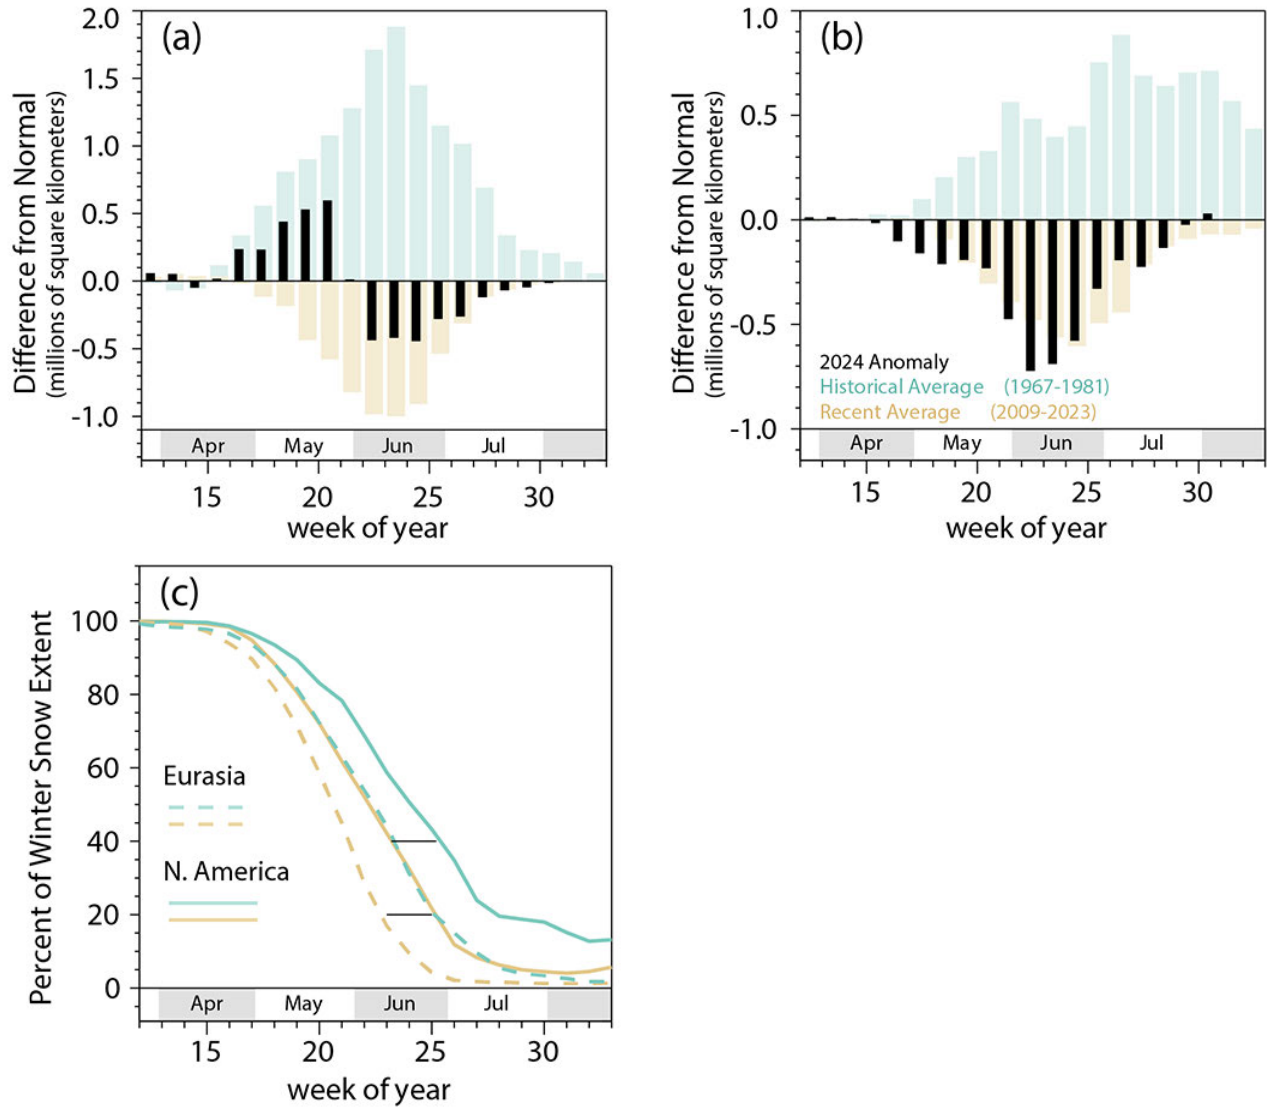 (a)
Difference from Normal
(millions of square kilometers)
2.0
1.5
1.0
0.5
0.0
-0.5
-1.0
Apr May Jun Jul
15 20 25 30
week of year
(b)
Difference from Normal
(millions of square kilometers)
1.0
0.5
0.0
-0.5
-1.0
2024 Anomaly
Historical Average (1967-1981)
Recent Average (2009-2023)
Apr May Jun Jul
15 20 25 30
week of year
(c)
Percent of Winter Snow Extent
100
80
60
40
20
0
Eurasia
N. America
Apr May Jun Jul
15 20 25 30
week of year